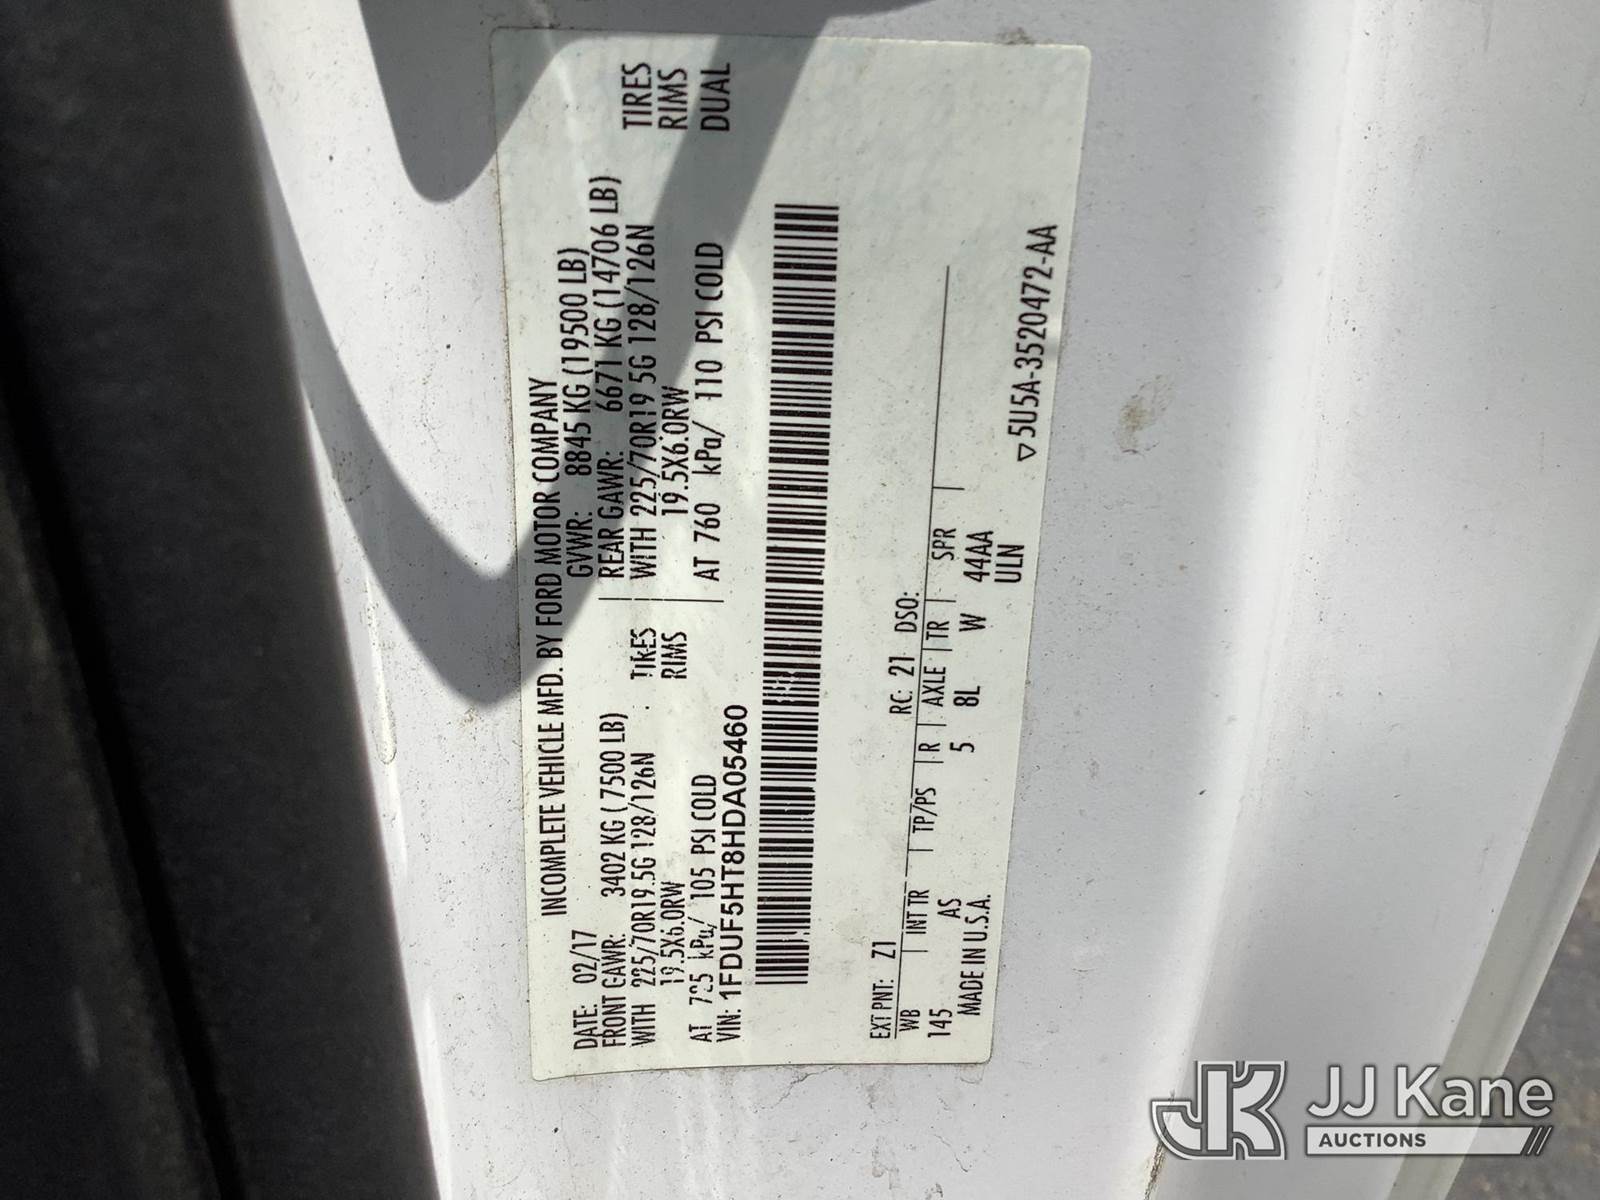 INCOMPLETE VEHICLE MFD. BY FORD MOTOR COMPANY
DATE: 02/17 GVWR: 8845 KG (19500 LB)
FRONT GAWR: 3402 KG ( 7500 LB) REAR GAWR: 6671 KG (14706 LB)
WITH 225/70R19.5G 128/126N TIRES WITH 225/70R19 5G 128/126N TIRES
19.5X6.0RW RIMS 19.5X6.0RW RIMS
AT 725 kPa/ 105 PSI COLD AT 760 kPa/ 110 PSI COLD DUAL
VIN: 1FDUF5HT8HDA05460
EXT PNT: Z1 RC: 21 DSO:
WB INT TR TP/PS R AXLE TR SPR
145 AS 5 8L W 44AA
MADE IN U.S.A. ULN
▽5U5A-3520472-AA
JK JJ Kane
AUCTIONS